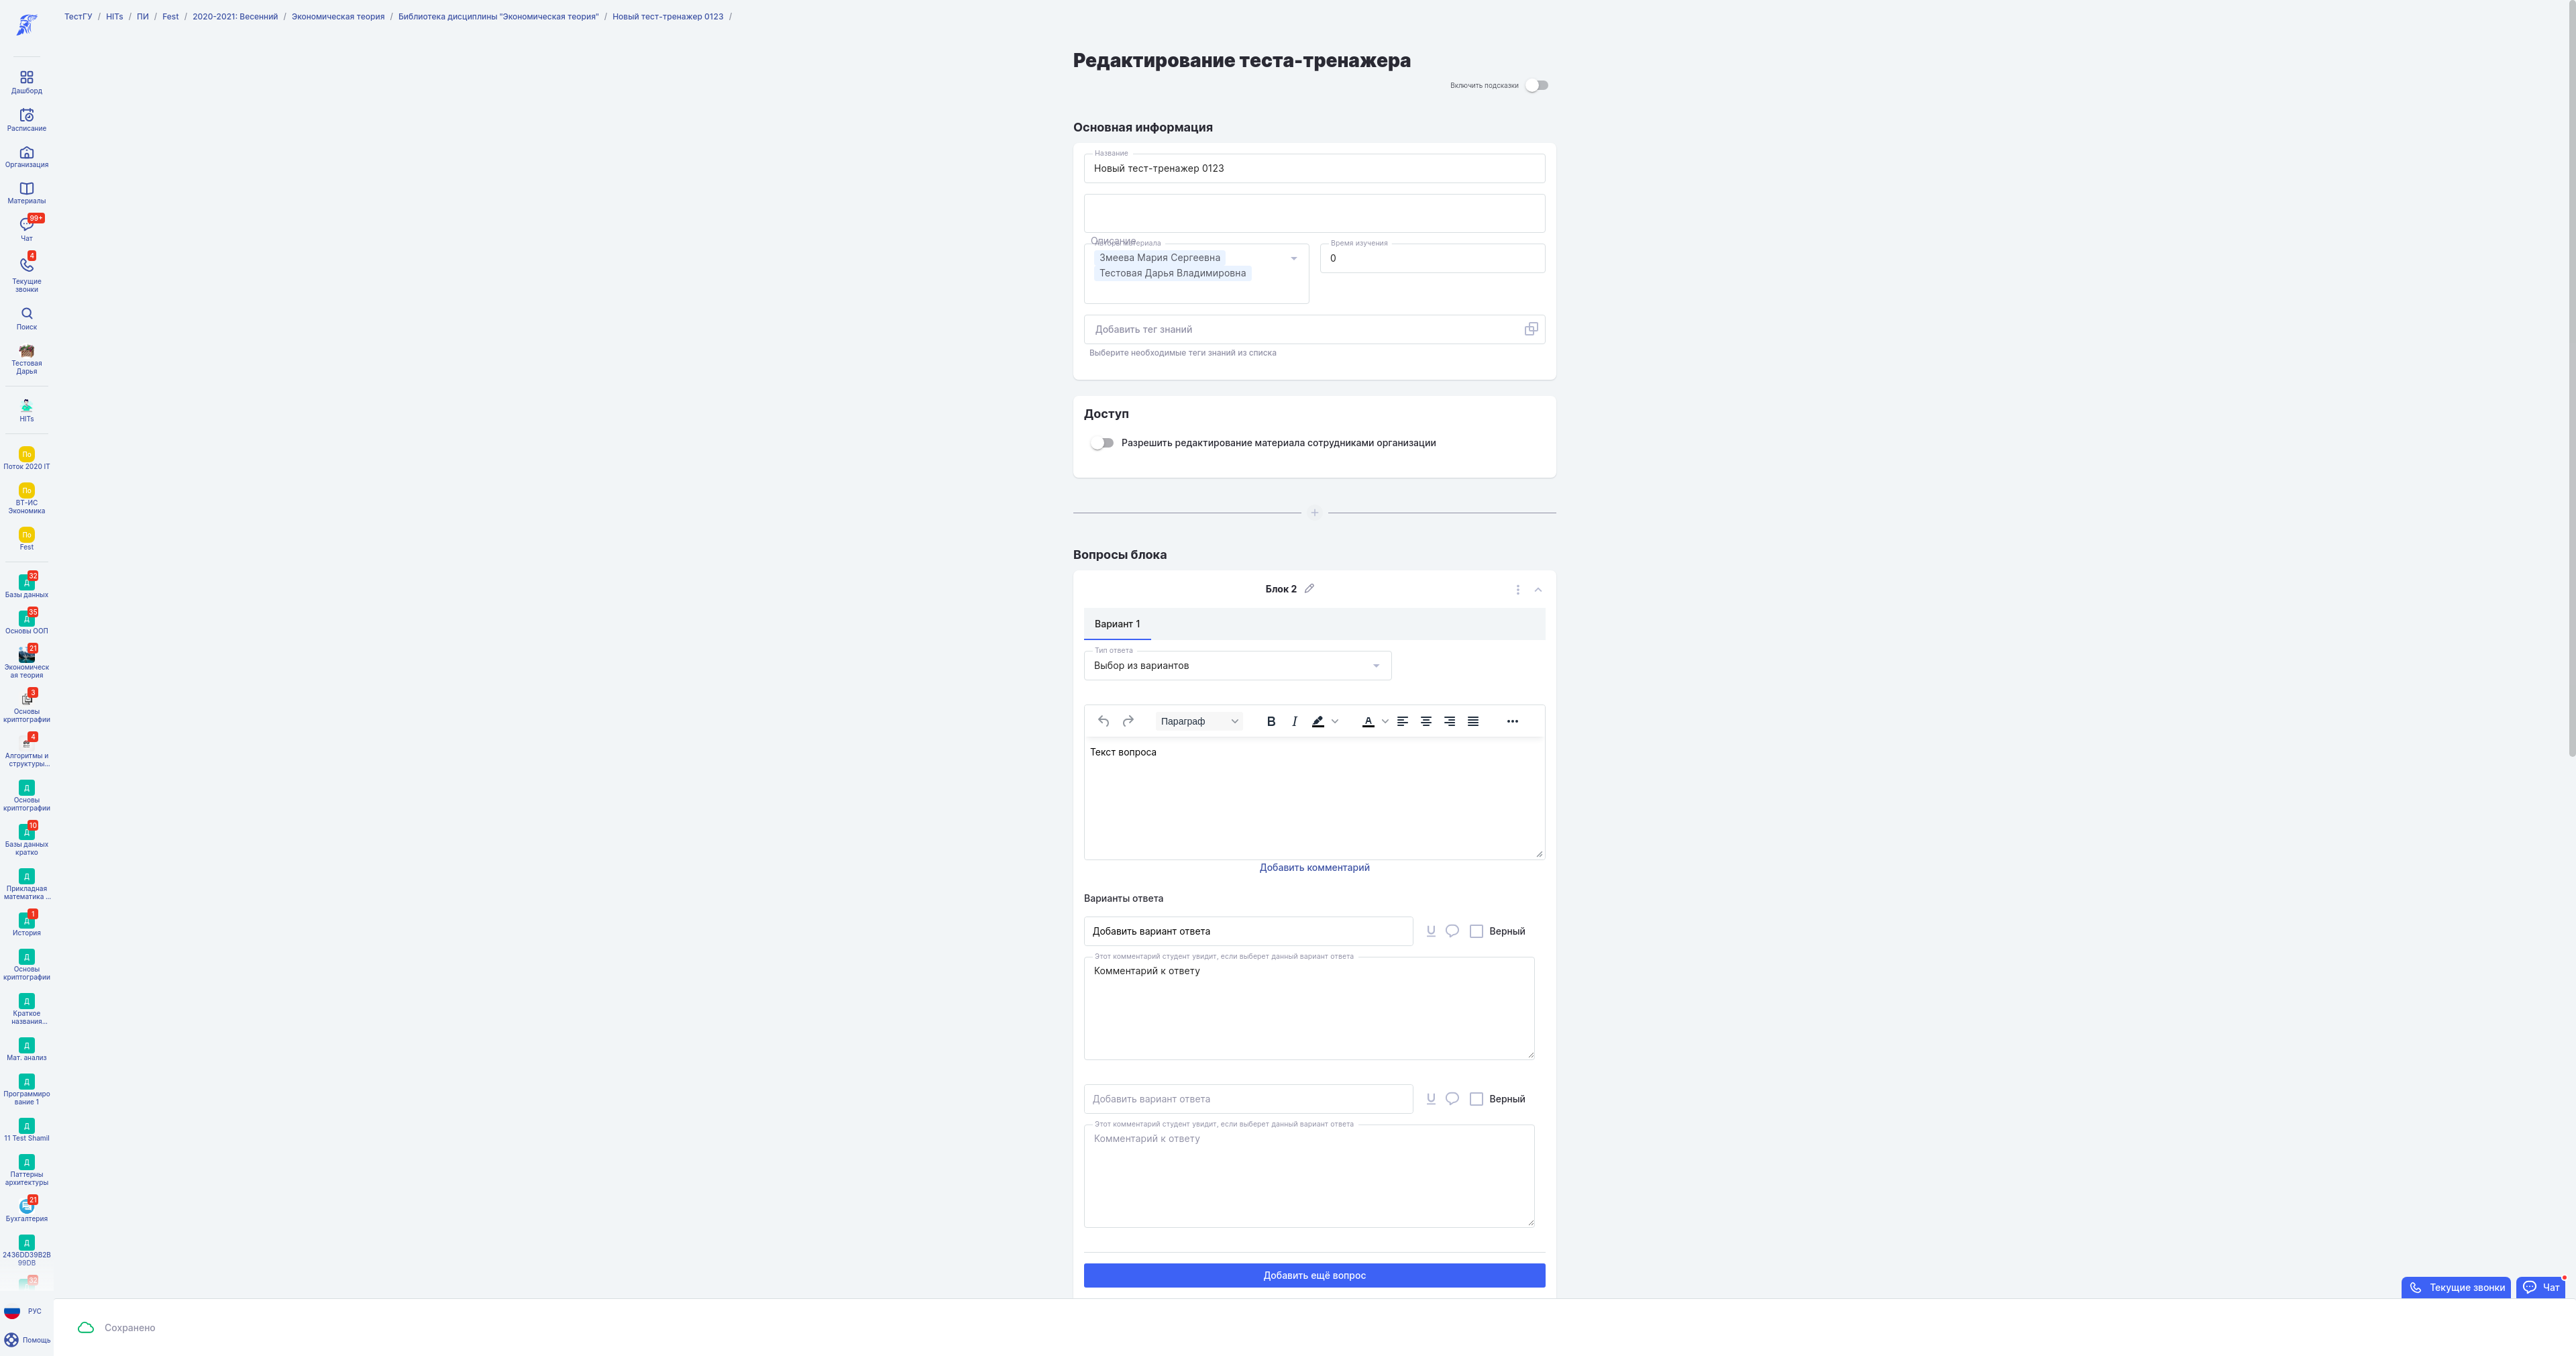 ТестГУ / HITs / ПИ / Fest / 2020-2021: Весенний / Экономическая теория / Библиотека дисциплины "Экономическая теория" / Новый тест-тренажер 0123 /
Дашборд
Расписание
Организация
Материалы
99+
Чат
4
Текущие
звонки
Поиск
Тестовая
Дарья
HITs
По
Поток 2020 IT
По
ВТ-ИС
Экономика
По
Fest
32
Д
Базы данных
35
Д
Основы ООП
21
Экономическ
ая теория
3
Основы
криптографии
4
Алгоритмы и
структуры...
Д
Основы
криптографии
10
Д
Базы данных
кратко
Д
Прикладная
математика ...
1
Д
История
Д
Основы
криптографии
Д
Краткое
названия...
Д
Мат. анализ
Д
Программиро
вание 1
Д
11 Test Shamil
Д
Паттерны
архитектуры
21
Бухгалтерия
Д
2436DD39B2B
99DB
32
РУС
Помощь
Редактирование теста-тренажера
Включить подсказки
Основная информация
Название
Новый тест-тренажер 0123
Описание
Авторы материала
Змеева Мария Сергеевна
Тестовая Дарья Владимировна
Время изучения
0
Добавить тег знаний
Выберите необходимые теги знаний из списка
Доступ
Разрешить редактирование материала сотрудниками организации
Вопросы блока
Блок 2
Вариант 1
Тип ответа
Выбор из вариантов
Параграф B I A
Текст вопроса
Добавить комментарий
Варианты ответа
Добавить вариант ответа U Верный
Этот комментарий студент увидит, если выберет данный вариант ответа
Комментарий к ответу
Добавить вариант ответа U Верный
Этот комментарий студент увидит, если выберет данный вариант ответа
Комментарий к ответу
Добавить ещё вопрос
Текущие звонки
Чат
Сохранено